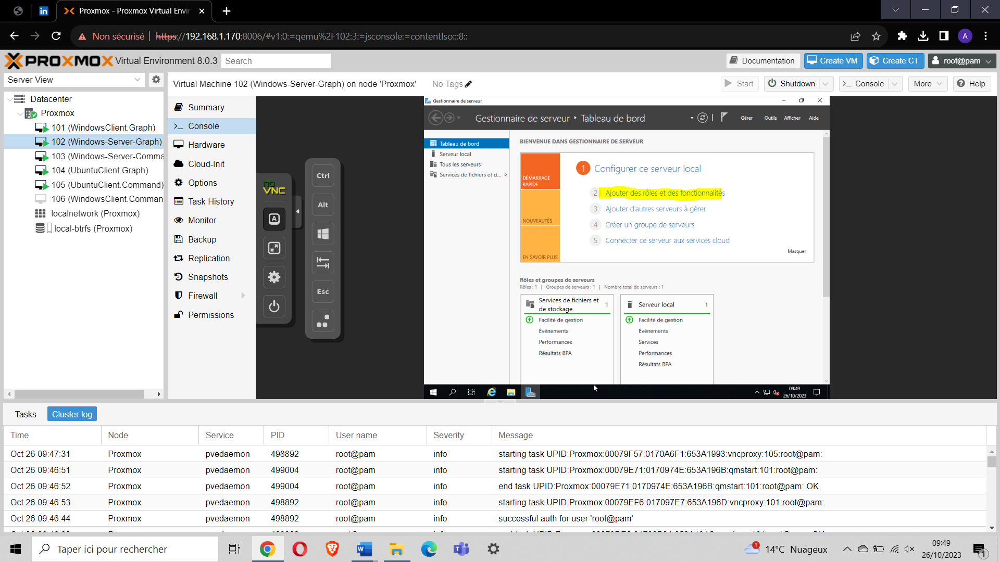 Proxmox - Proxmox Virtual Envir
Non sécurisé https://192.168.1.170:8006/#v1:0:=qemu%2F102:3:=jsconsole:=contentIso:::8::
A
PROXMOX Virtual Environment 8.0.3 Search
Documentation Create VM Create CT root@pam
Server View
Virtual Machine 102 (Windows-Server-Graph) on node 'Proxmox' No Tags
Start Shutdown Console More Help
Datacenter
Proxmox
101 (WindowsClient.Graph)
102 (Windows-Server-Graph)
103 (Windows-Server-Comma
104 (UbuntuClient.Graph)
105 (UbuntuClient.Command)
106 (WindowsClient.Comman
localnetwork (Proxmox)
local-btrfs (Proxmox)
Summary
Console
Hardware
Cloud-Init
Options
Task History
Monitor
Backup
Replication
Snapshots
Firewall
Permissions
no
VNC
A
Ctrl
Alt
Esc
Gestionnaire de serveur
Gestionnaire de serveur ‣ Tableau de bord
Gérer Outils Afficher Aide
Tableau de bord
Serveur local
Tous les serveurs
Services de fichiers et d...
BIENVENUE DANS GESTIONNAIRE DE SERVEUR
DÉMARRAGE
RAPIDE
NOUVEAUTÉS
EN SAVOIR PLUS
1 Configurer ce serveur local
2 Ajouter des rôles et des fonctionnalités
3 Ajouter d'autres serveurs à gérer
4 Créer un groupe de serveurs
5 Connecter ce serveur aux services cloud
Masquer
Rôles et groupes de serveurs
Rôles : 1 | Groupes de serveurs : 1 | Nombre total de serveurs : 1
Services de fichiers et
de stockage 1
Facilité de gestion
Événements
Performances
Résultats BPA
Serveur local 1
Facilité de gestion
Événements
Services
Performances
Résultats BPA
09:49
26/10/2023
Tasks Cluster log
Time Node Service PID User name Severity Message
Oct 26 09:47:31 Proxmox pvedaemon 498892 root@pam info starting task UPID:Proxmox:00079F57:0170A6F1:653A1993:vncproxy:105:root@pam:
Oct 26 09:46:51 Proxmox pvedaemon 499004 root@pam info starting task UPID:Proxmox:00079E71:0170974E:653A196B:qmstart:101:root@pam:
Oct 26 09:46:52 Proxmox pvedaemon 499004 root@pam info end task UPID:Proxmox:00079E71:0170974E:653A196B:qmstart:101:root@pam: OK
Oct 26 09:46:53 Proxmox pvedaemon 498892 root@pam info starting task UPID:Proxmox:00079EF6:017097E7:653A196D:vncproxy:101:root@pam:
Oct 26 09:46:44 Proxmox pvedaemon 498892 root@pam info successful auth for user 'root@pam'
Taper ici pour rechercher
1
14°C Nuageux
09:49
26/10/2023
1